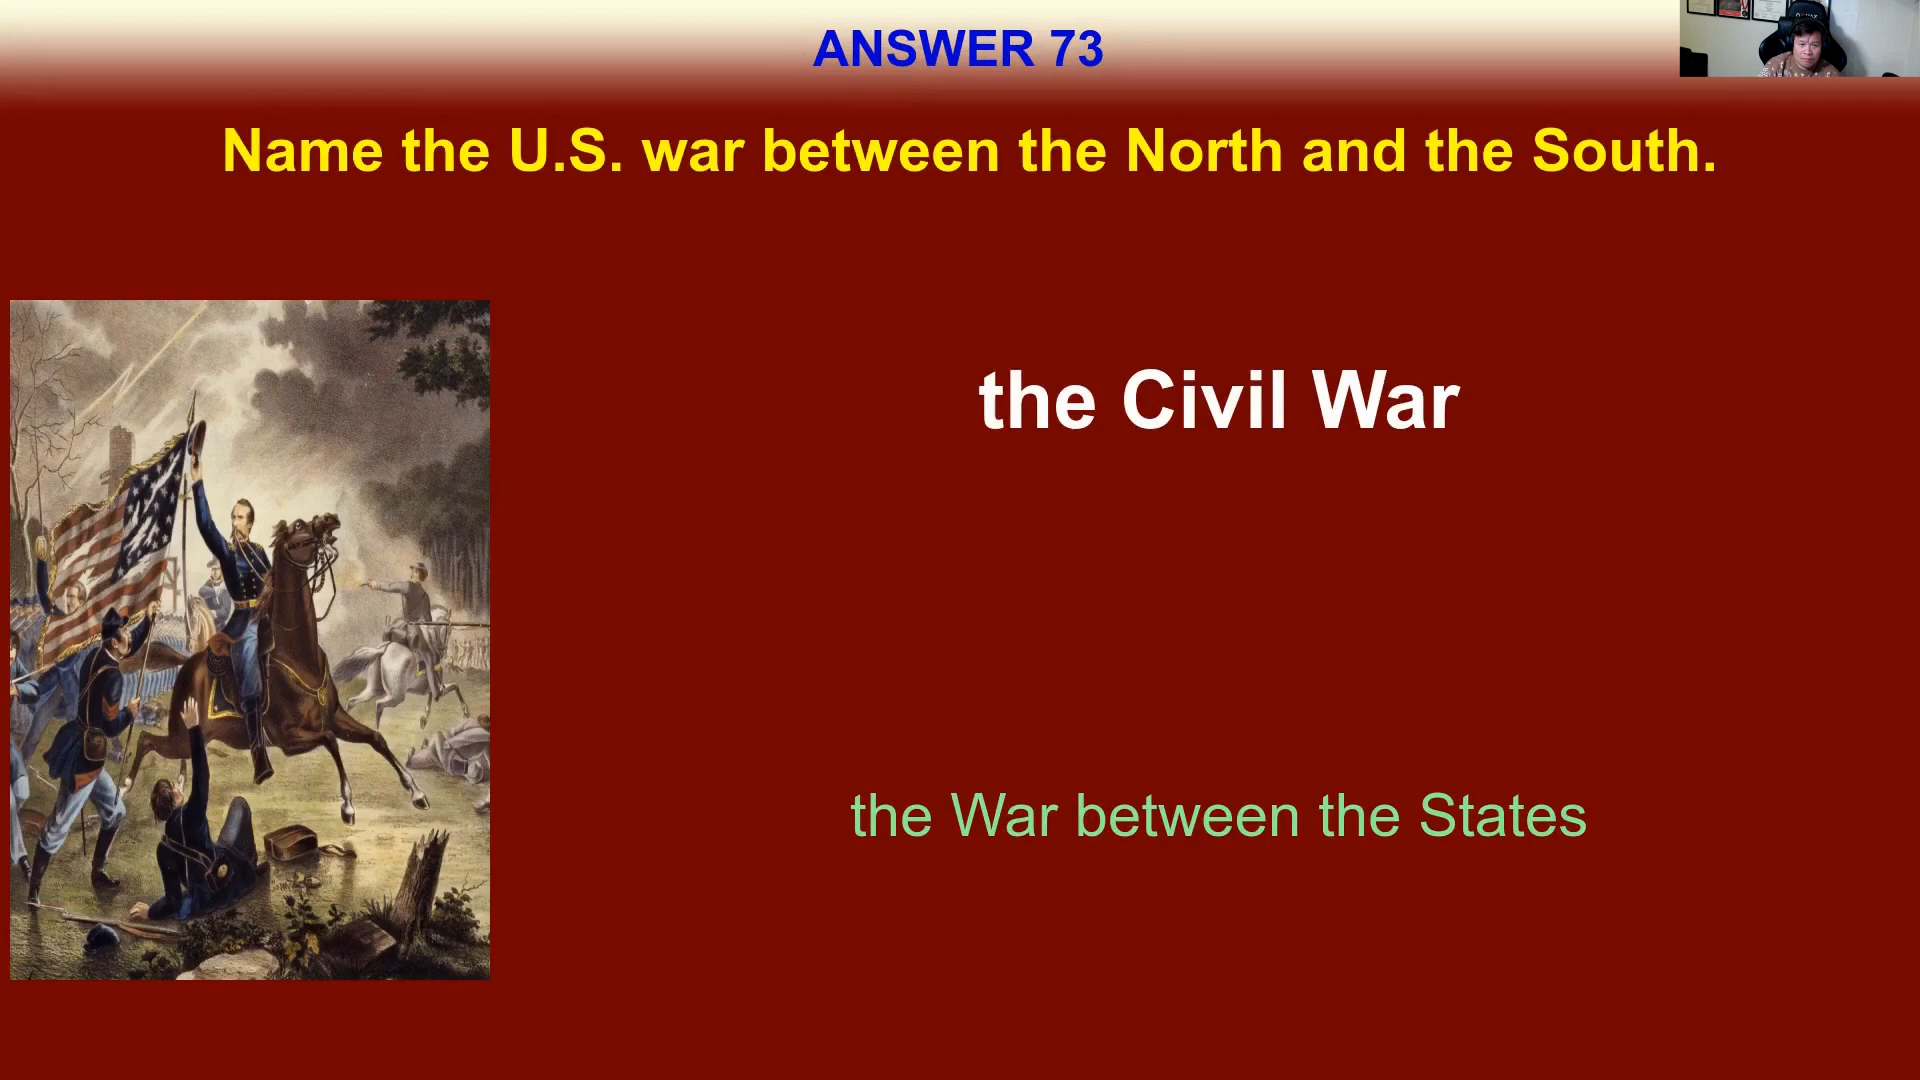 ANSWER 73
Name the U.S. war between the North and the South.
the Civil War
the War between the States